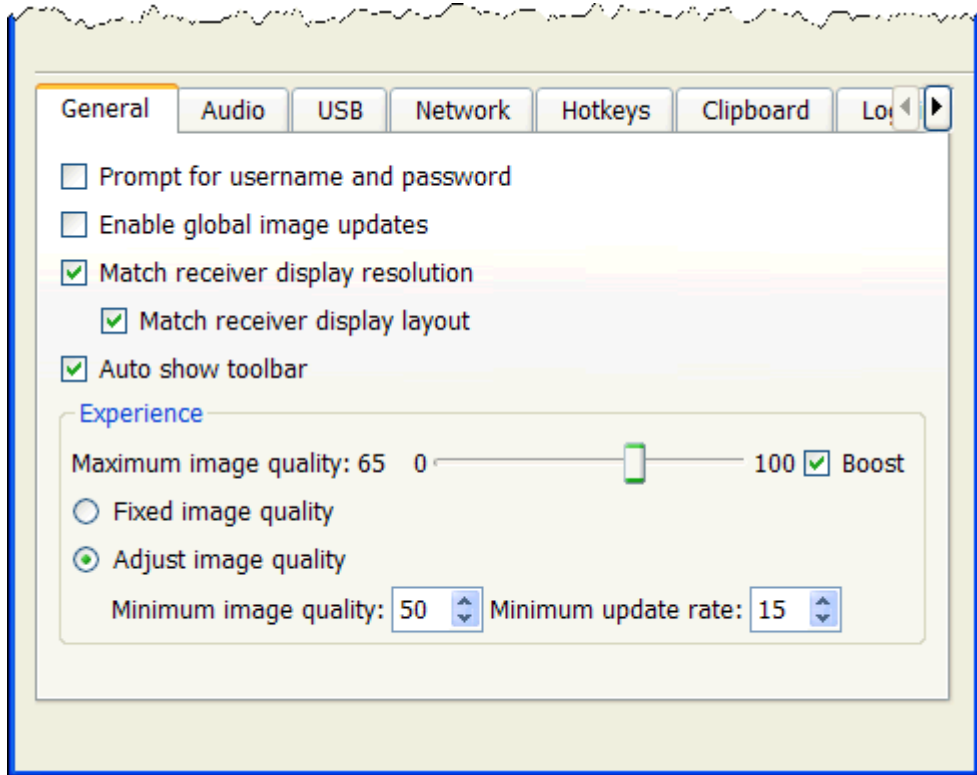 General Audio USB Network Hotkeys Clipboard
Prompt for username and password
Enable global image updates
Match receiver display resolution
Match receiver display layout
Auto show toolbar
Experience
Maximum image quality: 65 0 100 Boost
Fixed image quality
Adjust image quality
Minimum image quality: 50 Minimum update rate: 15